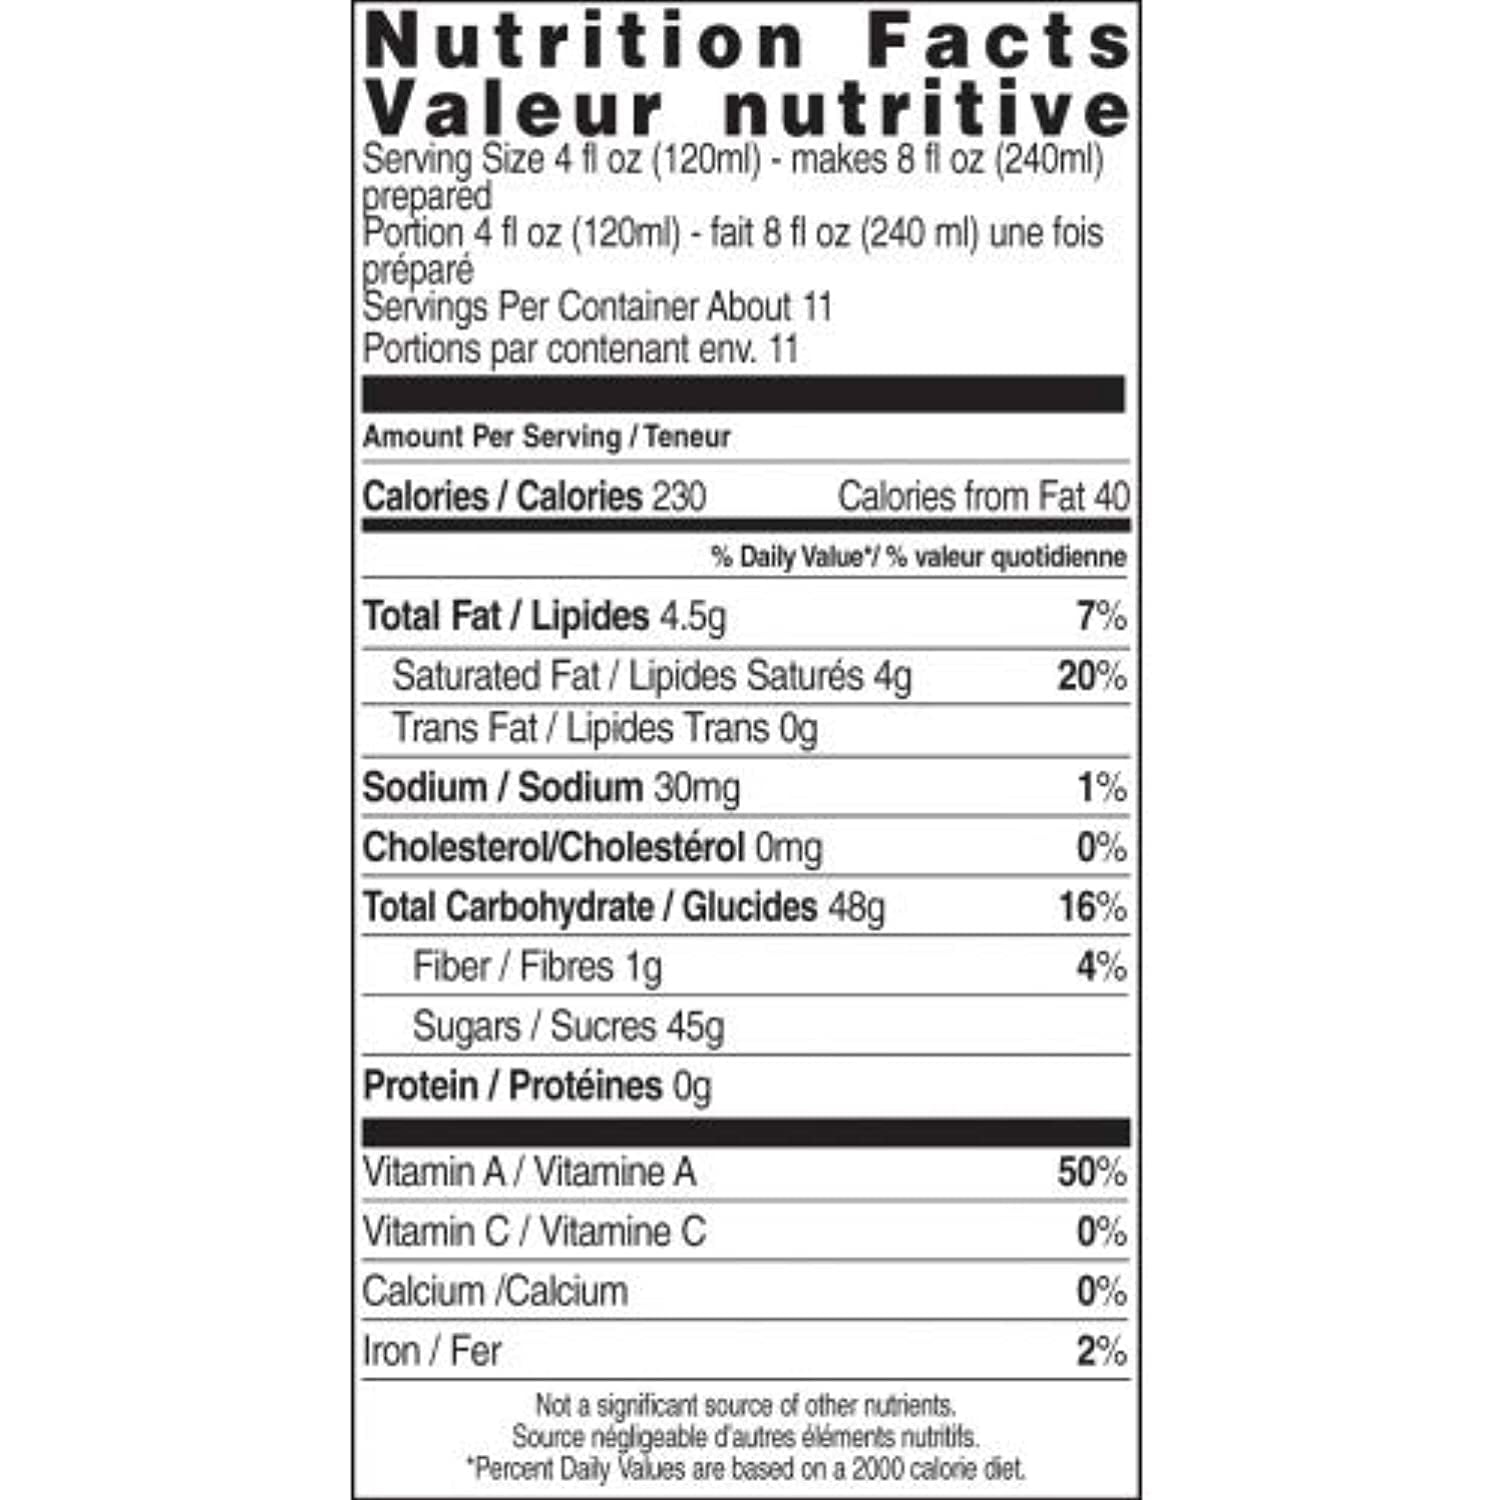 Nutrition Facts
Valeur nutritive
Serving Size 4 fl oz (120ml) - makes 8 fl oz (240ml)
prepared
Portion 4 fl oz (120ml) - fait 8 fl oz (240 ml) une fois
préparé
Servings Per Container About 11
Portions par contenant env. 11
Amount Per Serving / Teneur
Calories / Calories 230 Calories from Fat 40
% Daily Value*/ % valeur quotidienne
Total Fat / Lipides 4.5g 7%
Saturated Fat / Lipides Saturés 4g 20%
Trans Fat / Lipides Trans 0g
Sodium / Sodium 30mg 1%
Cholesterol/Cholestérol 0mg 0%
Total Carbohydrate / Glucides 48g 16%
Fiber / Fibres 1g 4%
Sugars / Sucres 45g
Protein / Protéines 0g
Vitamin A / Vitamine A 50%
Vitamin C / Vitamine C 0%
Calcium /Calcium 0%
Iron / Fer 2%
Not a significant source of other nutrients.
Source négligeable d'autres éléments nutritifs.
*Percent Daily Values are based on a 2000 calorie diet.